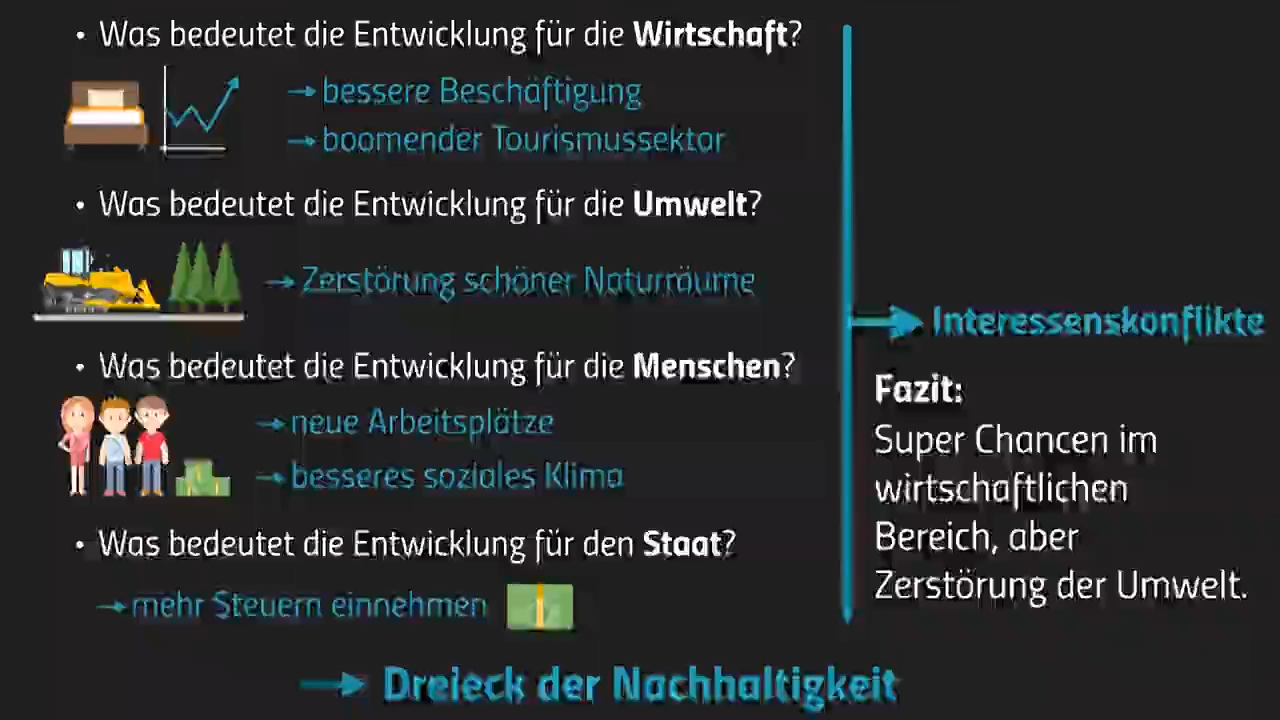 • Was bedeutet die Entwicklung für die Wirtschaft?
→ bessere Beschäftigung
→ boomender Tourismussektor
• Was bedeutet die Entwicklung für die Umwelt?
→ Zerstörung schöner Naturräume
• Was bedeutet die Entwicklung für die Menschen?
→ neue Arbeitsplätze
→ besseres soziales Klima
• Was bedeutet die Entwicklung für den Staat?
→ mehr Steuern einnehmen
→ Interessenskonflikte
Fazit:
Super Chancen im
wirtschaftlichen
Bereich, aber
Zerstörung der Umwelt.
→ Dreieck der Nachhaltigkeit